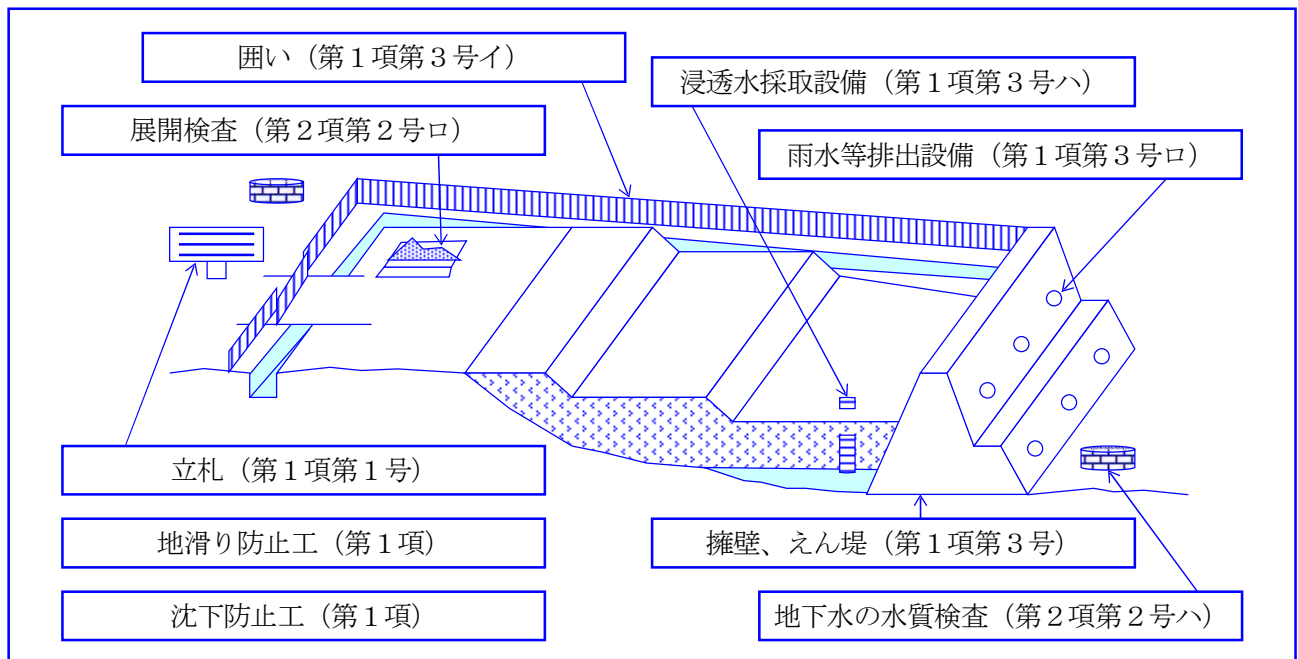 囲い（第１項第３号イ）
浸透水採取設備（第１項第３号ハ）
展開検査（第２項第２号ロ）
雨水等排出設備（第１項第３号ロ）
立札（第１項第１号）
地滑り防止工（第１項）
擁壁、えん堤（第１項第３号）
沈下防止工（第１項）
地下水の水質検査（第２項第２号ハ）